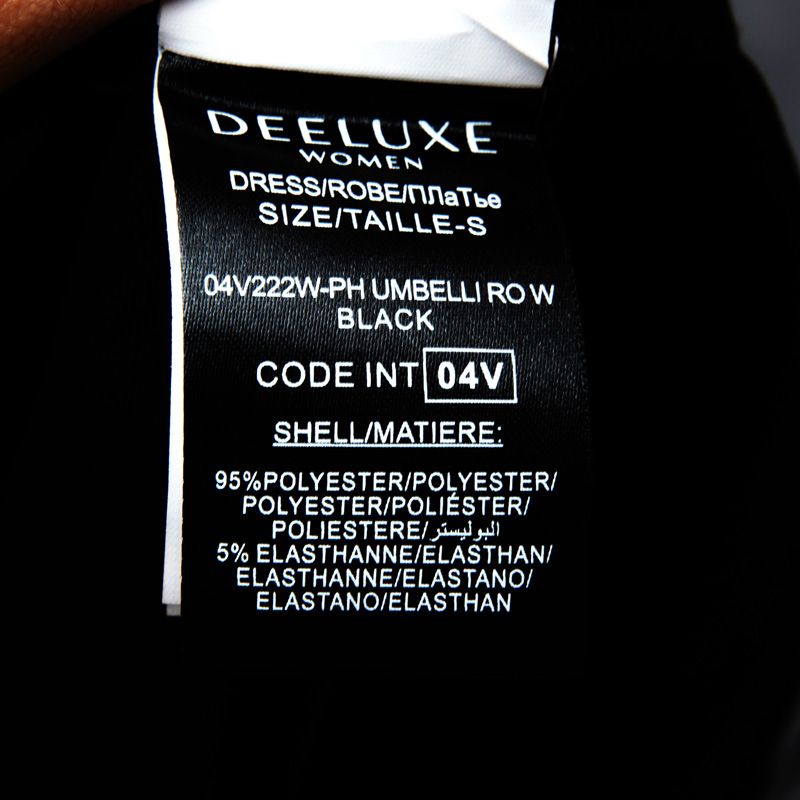 DEELUXE
WOMEN
DRESS/ROBE/ПЛаТье
SIZE/TAILLE-S
04V222W-PH UMBELLI RO W
BLACK
CODE INT 04V
SHELL/MATIERE:
95%POLYESTER/POLYESTER/
POLYESTER/POLIÉSTER/
POLIESTERE/البوليستر
5% ELASTHANNE/ELASTHAN/
ELASTHANNE/ELASTANO/
ELASTANO/ELASTHAN